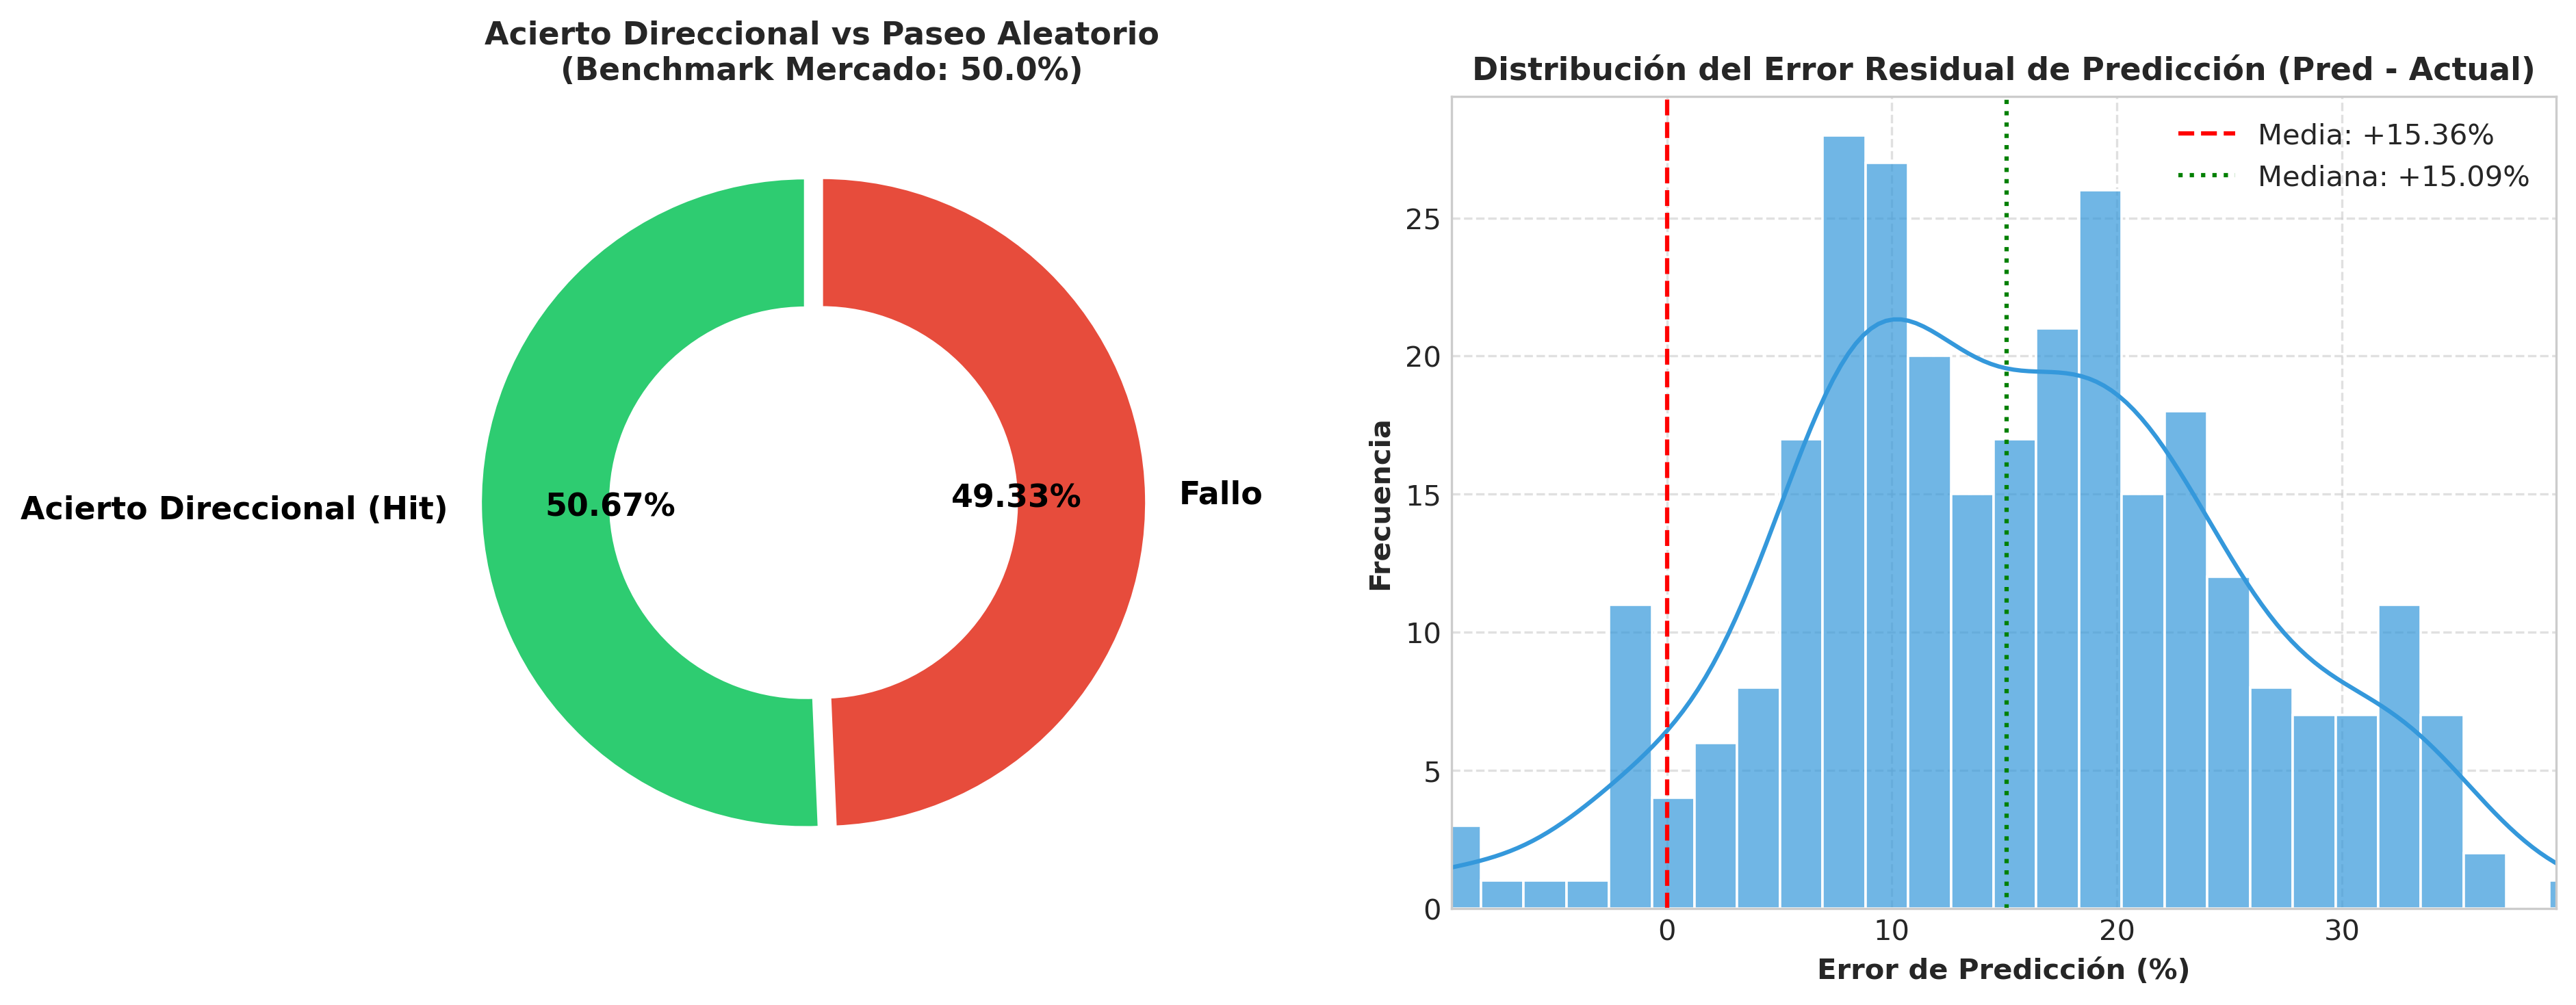 Acierto Direccional vs Paseo Aleatorio
(Benchmark Mercado: 50.0%)
Acierto Direccional (Hit)
50.67%
49.33%
Fallo
Distribución del Error Residual de Predicción (Pred - Actual)
Media: +15.36%
Mediana: +15.09%
Frecuencia
25
20
15
10
5
0
0
10
20
30
Error de Predicción (%)